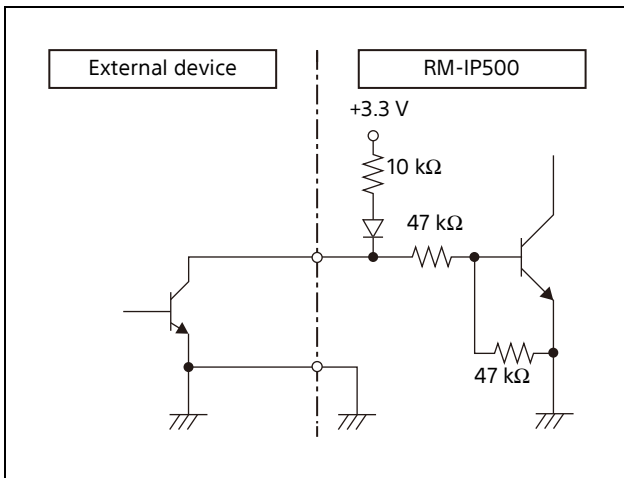 External device
RM-IP500
+3.3 V
10 kΩ
47 kΩ
47 kΩ